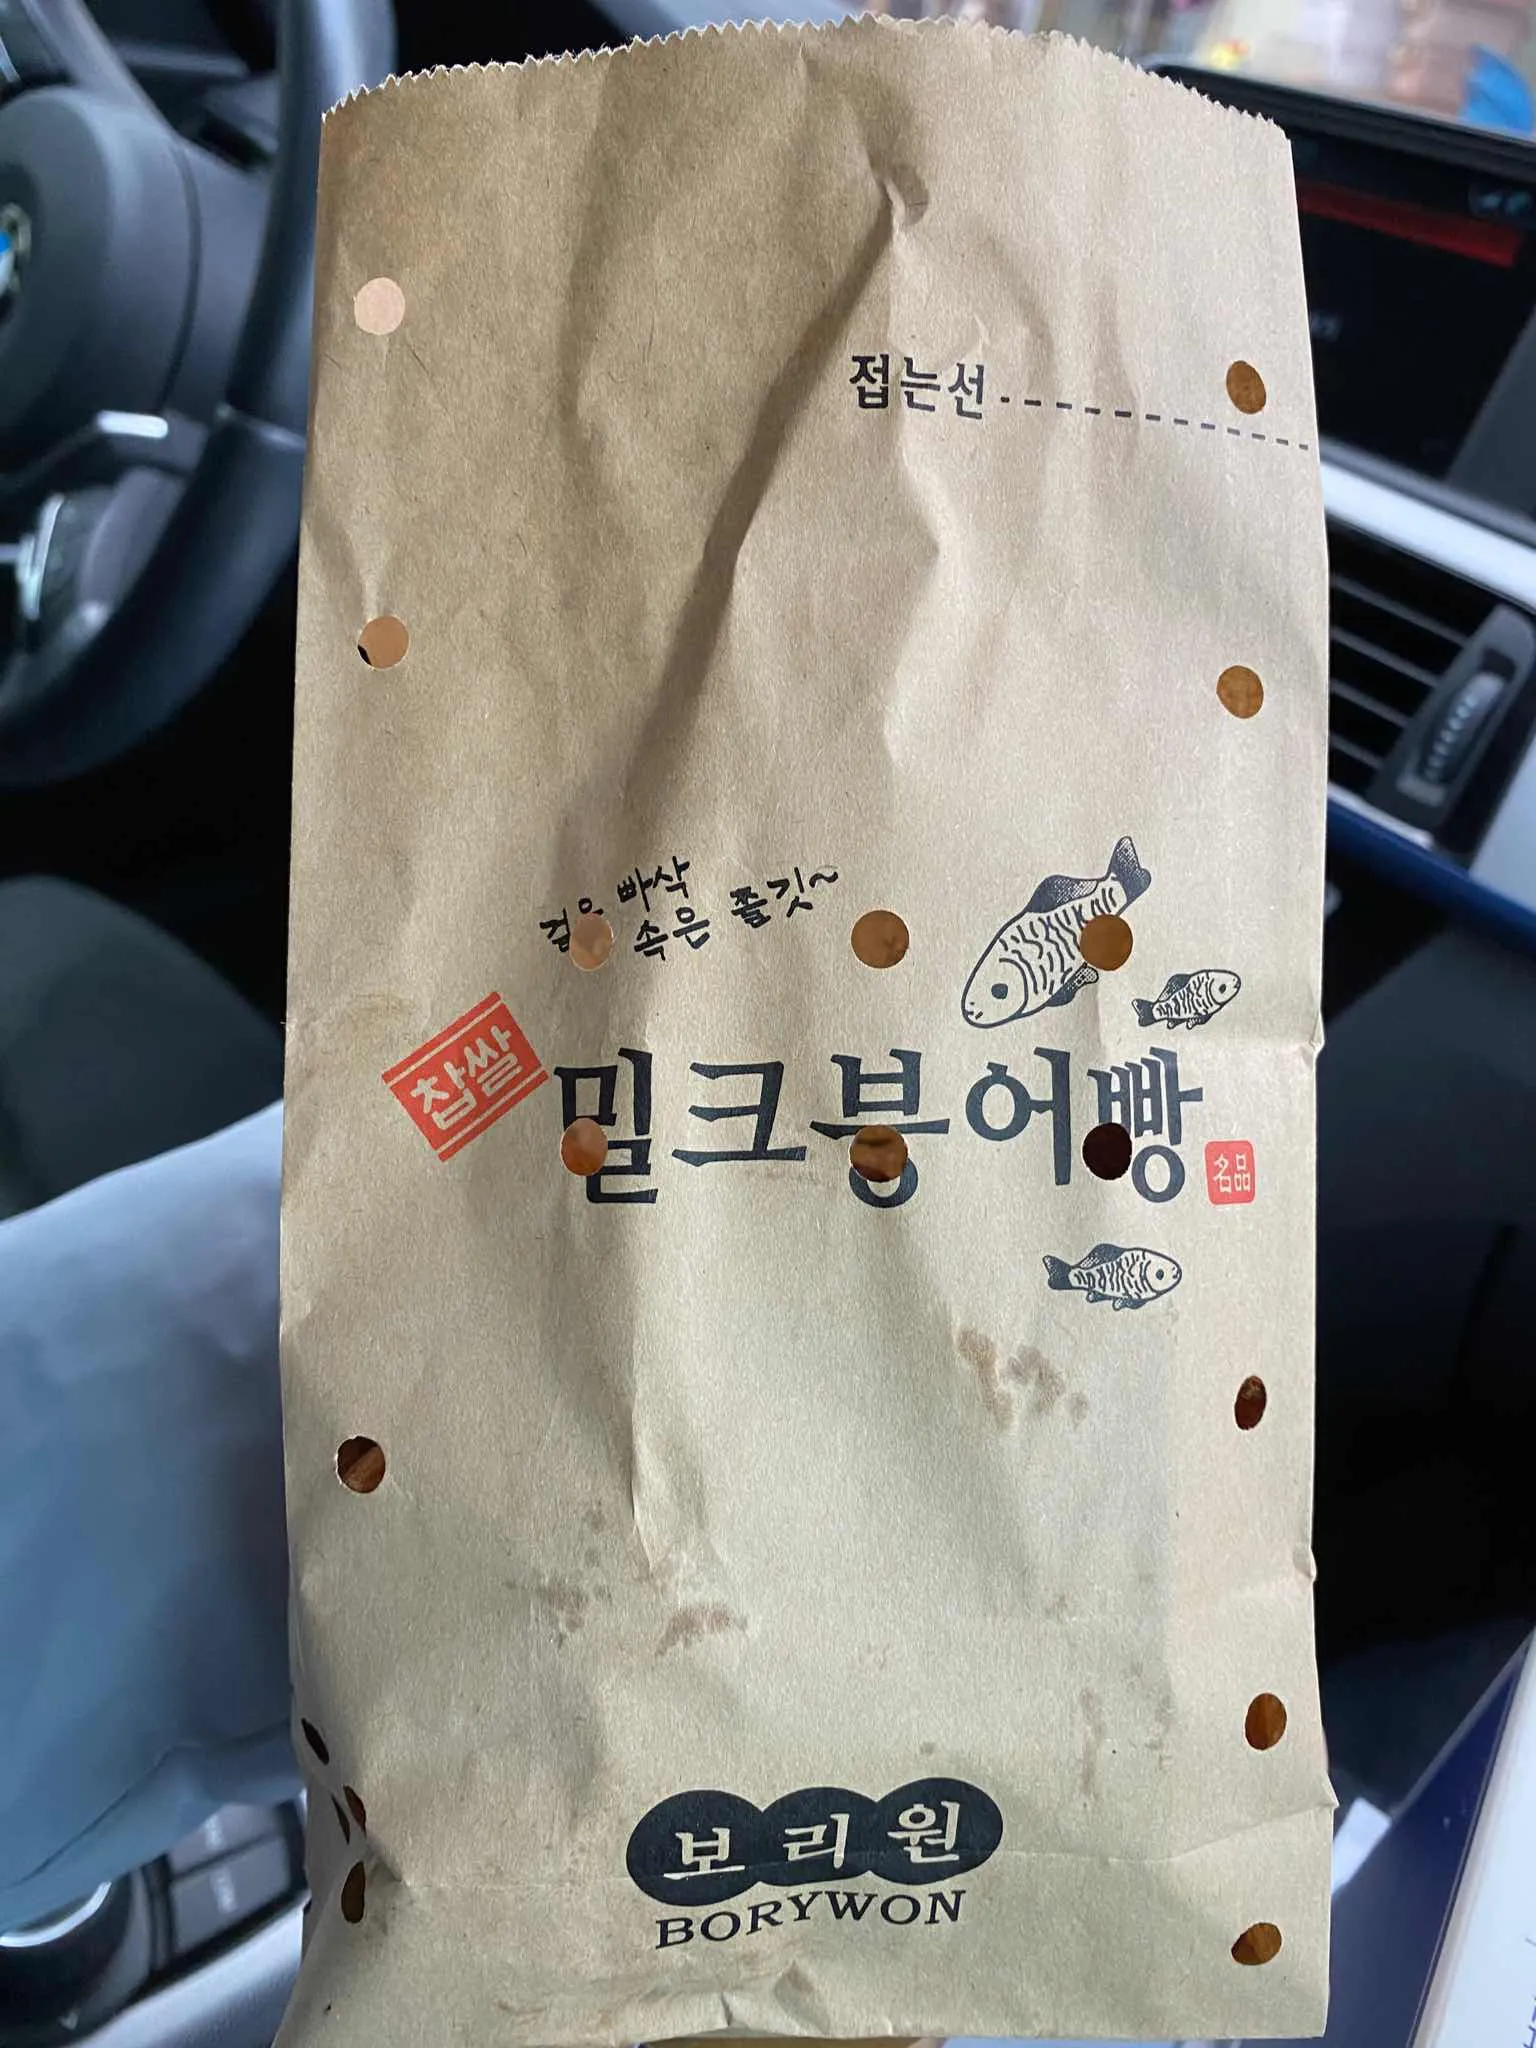 접는선
겉은 빠삭
속은 쫄깃~
찹쌀
밀크붕어빵
名品
보리원
BORYWON